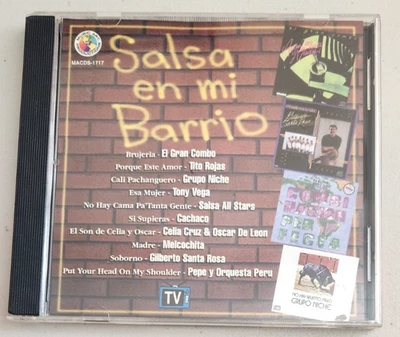 MACDS-1717
Salsa
en mi
Barrio
Brujeria - El Gran Combo
Porque Este Amor - Tito Rojas
Cali Pachanguero - Grupo Niche
Esa Mujer - Tony Vega
No Hay Cama Pa'Tanta Gente - Salsa All Stars
Si Supieras - Cachaco
El Son de Celia y Oscar - Celia Cruz & Oscar De Leon
Madre - Melcochita
Soborno - Gilberto Santa Rosa
Put Your Head On My Shoulder - Pepe y Orquesta Peru
TV
GRUPO NICHE